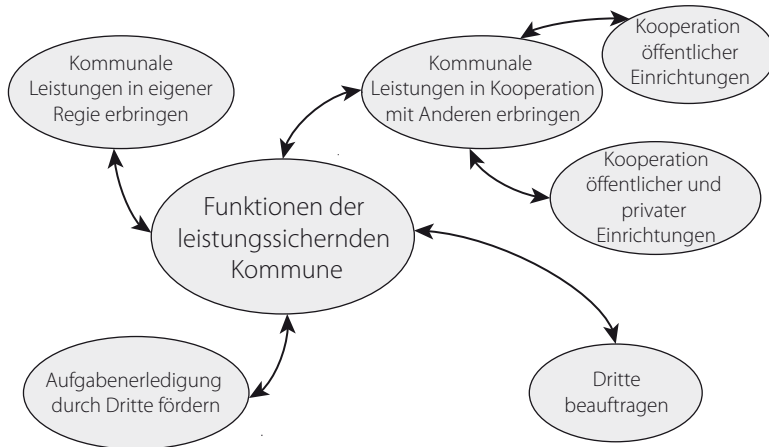 Kommunale
Leistungen in eigener
Regie erbringen
Kommunale
Leistungen in Kooperation
mit Anderen erbringen
Kooperation
öffentlicher
Einrichtungen
Kooperation
öffentlicher und
privater
Einrichtungen
Funktionen der
leistungssichernden
Kommune
Aufgabenerledigung
durch Dritte fördern
Dritte
beauftragen